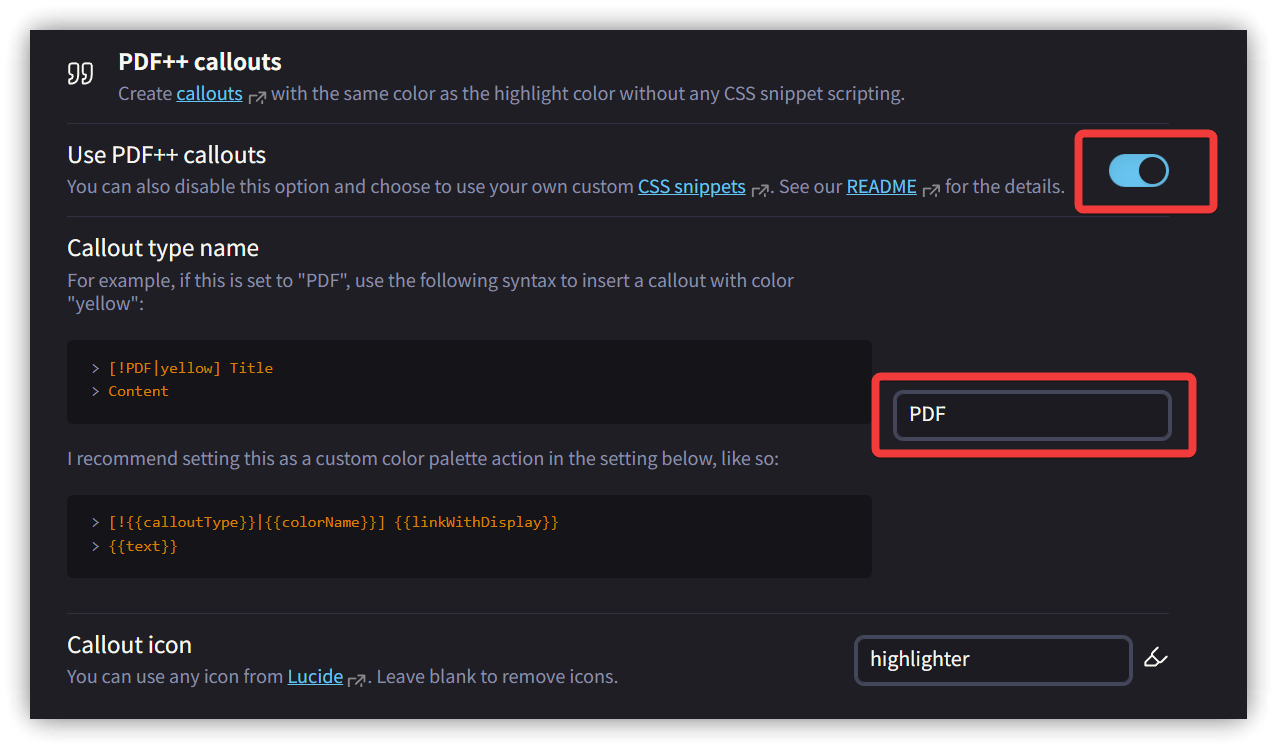 PDF++ callouts
Create callouts with the same color as the highlight color without any CSS snippet scripting.
Use PDF++ callouts
You can also disable this option and choose to use your own custom CSS snippets. See our README for the details.
Callout type name
For example, if this is set to "PDF", use the following syntax to insert a callout with color
"yellow":
> [!PDF|yellow] Title
> Content
PDF
I recommend setting this as a custom color palette action in the setting below, like so:
> [!{{calloutType}}|{{colorName}}] {{linkWithDisplay}}
> {{text}}
Callout icon
You can use any icon from Lucide. Leave blank to remove icons.
highlighter